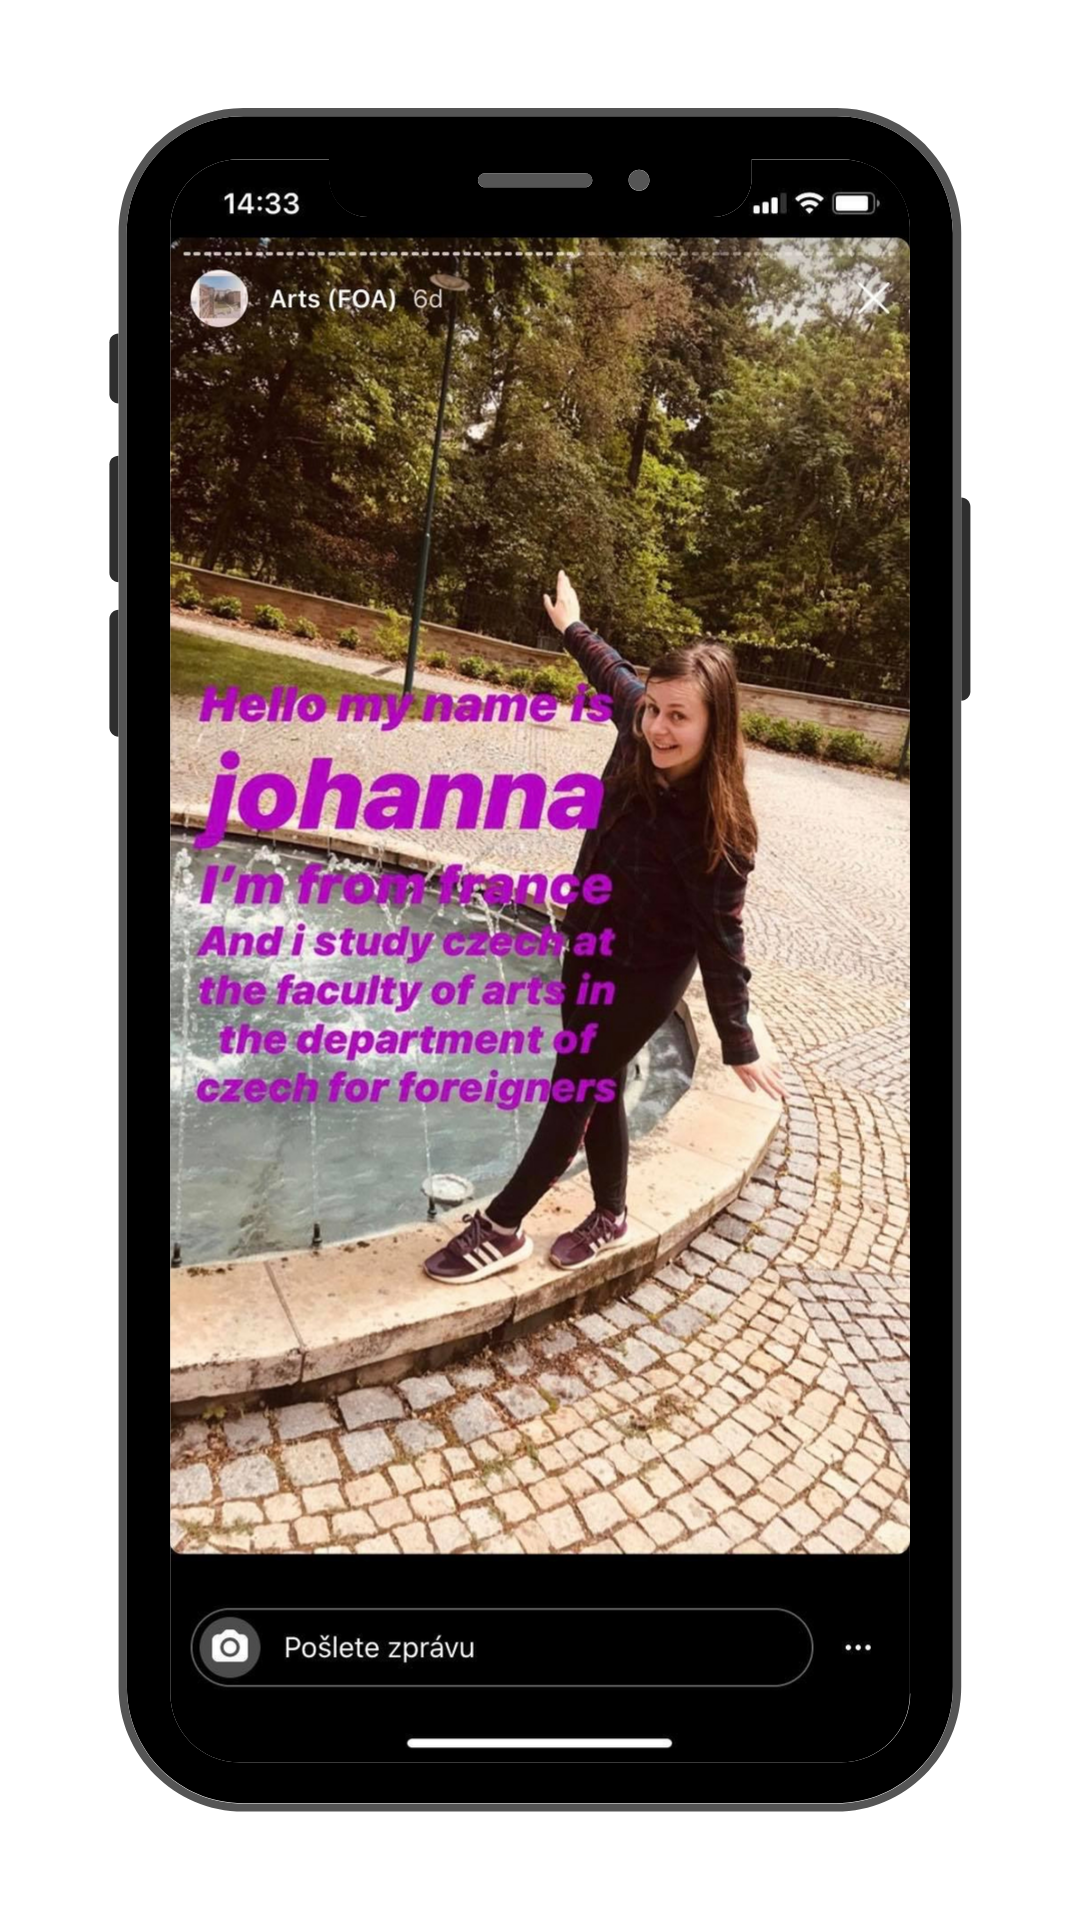 14:33
Arts (FOA) 6d
Hello my name is
johanna
I'm from france
And i study czech at
the faculty of arts in
the department of
czech for foreigners
Pošlete zprávu